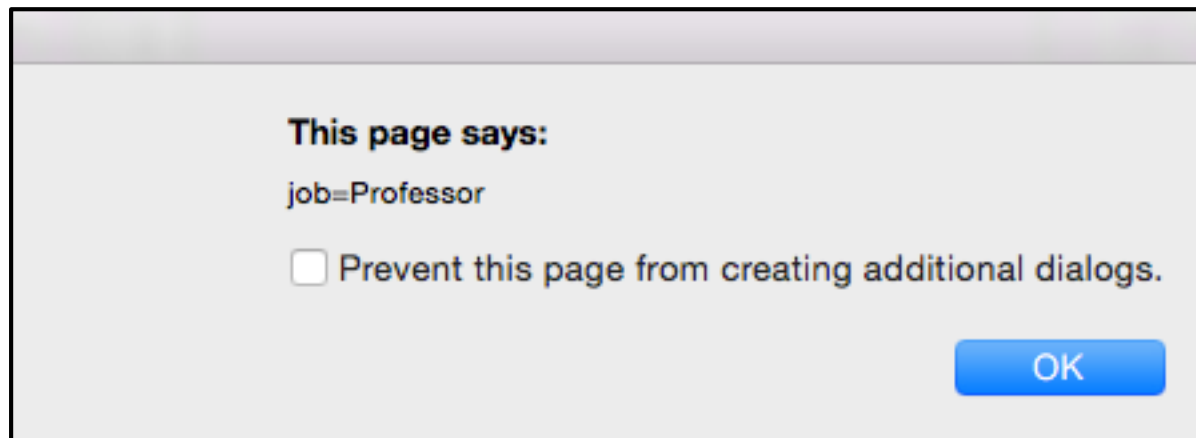 This page says:
job=Professor
Prevent this page from creating additional dialogs.
OK